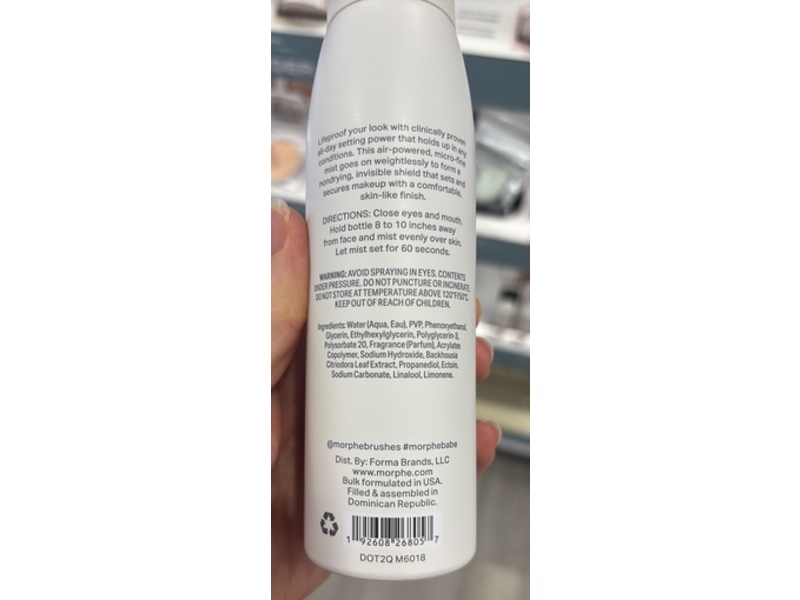 Lifeproof your look with clinically proven
all-day setting power that holds up in any
conditions. This air-powered, micro-fine
mist goes on weightlessly to form a
nondrying, invisible shield that sets and
secures makeup with a comfortable,
skin-like finish.
DIRECTIONS: Close eyes and mouth.
Hold bottle 8 to 10 inches away
from face and mist evenly over skin.
Let mist set for 60 seconds.
WARNING: AVOID SPRAYING IN EYES. CONTENTS
UNDER PRESSURE. DO NOT PUNCTURE OR INCINERATE.
DO NOT STORE AT TEMPERATURE ABOVE 120°F/50°C.
KEEP OUT OF REACH OF CHILDREN.
Ingredients: Water (Aqua, Eau), PVP, Phenoxyethanol,
Glycerin, Ethylhexylglycerin, Polyglycerin-3,
Polysorbate 20, Fragrance (Parfum), Acrylates
Copolymer, Sodium Hydroxide, Backhousia
Citriodora Leaf Extract, Propanediol, Ectoin,
Sodium Carbonate, Linalool, Limonene.
@morphebrushes #morphebabe
Dist. By: Forma Brands, LLC
www.morphe.com
Bulk formulated in USA.
Filled & assembled in
Dominican Republic.
1 92608 26805 7
DOT2Q M6018